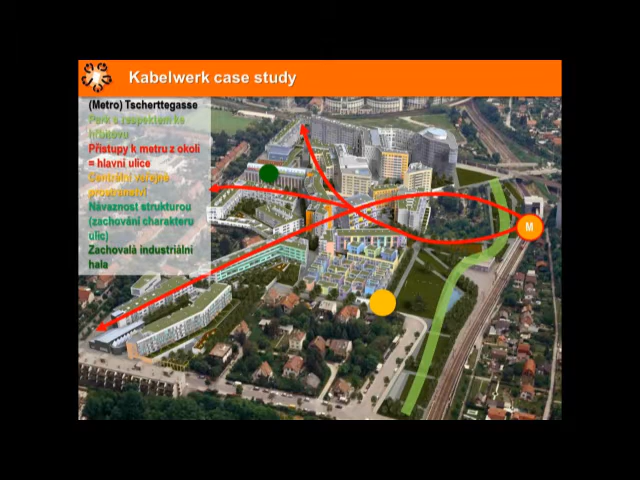 Kabelwerk case study
(Metro) Tscherttegasse
Park s respektem ke
hřbitovu
Přístupy k metru z okolí
= hlavní ulice
Centrální veřejné
prostranství
Návaznost strukturou
(zachování charakteru
ulic)
Zachovalá industriální
hala
M